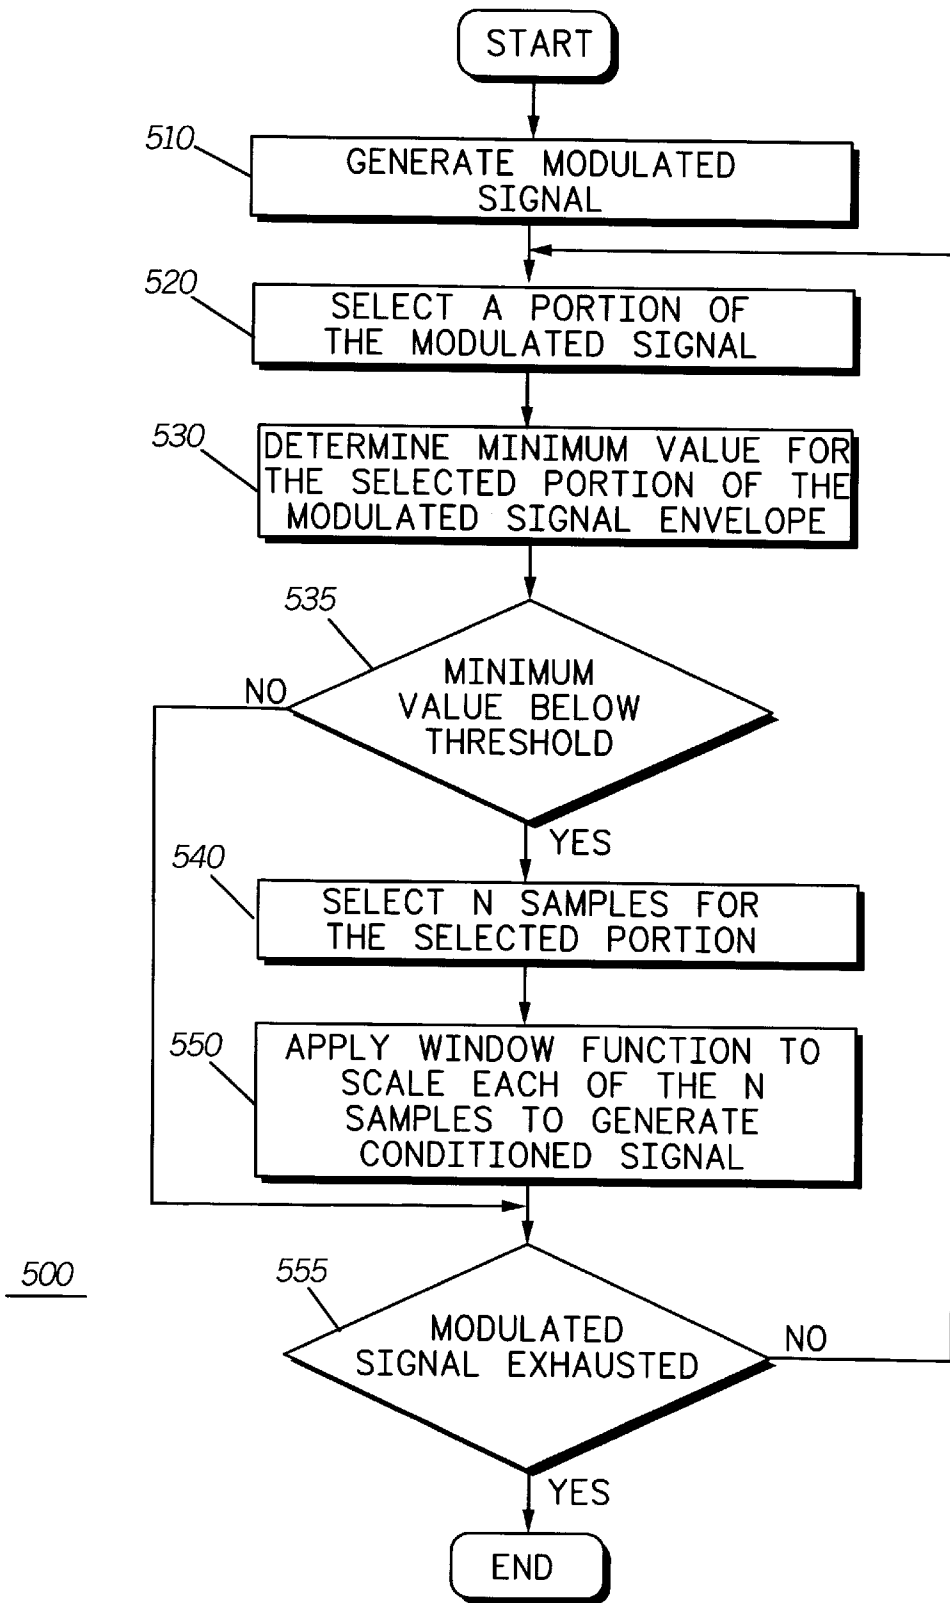 START
510
GENERATE MODULATED
SIGNAL
520
SELECT A PORTION OF
THE MODULATED SIGNAL
530
DETERMINE MINIMUM VALUE FOR
THE SELECTED PORTION OF THE
MODULATED SIGNAL ENVELOPE
535
MINIMUM
VALUE BELOW
THRESHOLD
NO
YES
540
SELECT N SAMPLES FOR
THE SELECTED PORTION
550
APPLY WINDOW FUNCTION TO
SCALE EACH OF THE N
SAMPLES TO GENERATE
CONDITIONED SIGNAL
500
555
MODULATED
SIGNAL EXHAUSTED
NO
YES
END